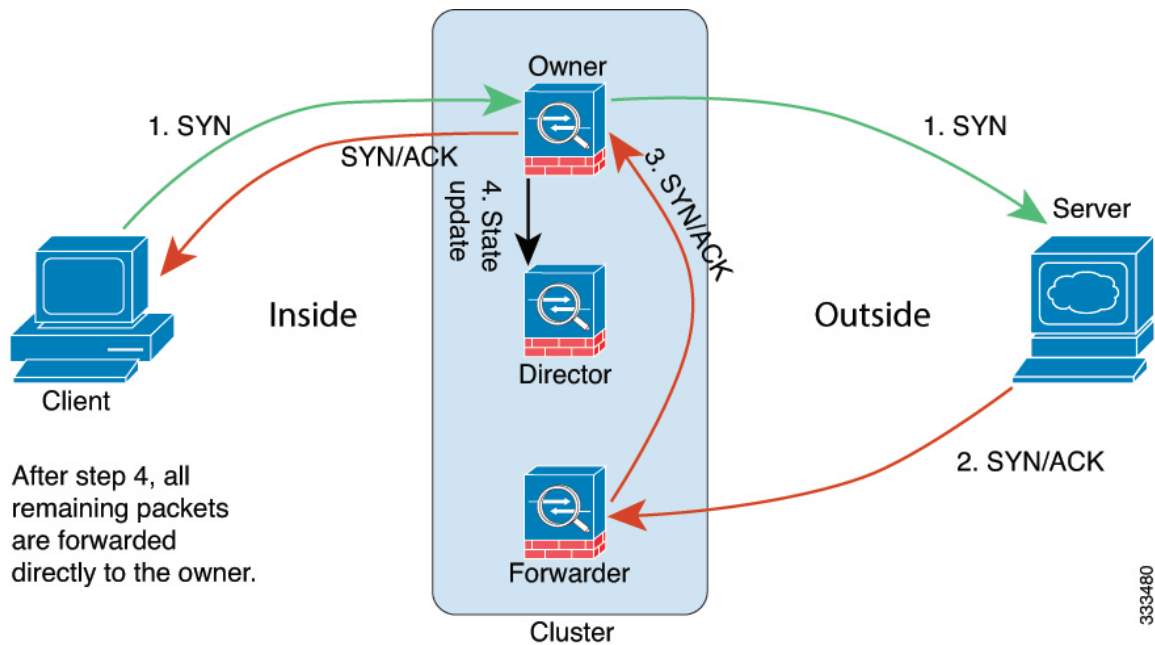 Owner
1. SYN
1. SYN
SYN/ACK
3. SYN/ACK
4. State
update
Server
Inside
Outside
Director
Client
2. SYN/ACK
After step 4, all
remaining packets
are forwarded
directly to the owner.
Forwarder
Cluster
333480